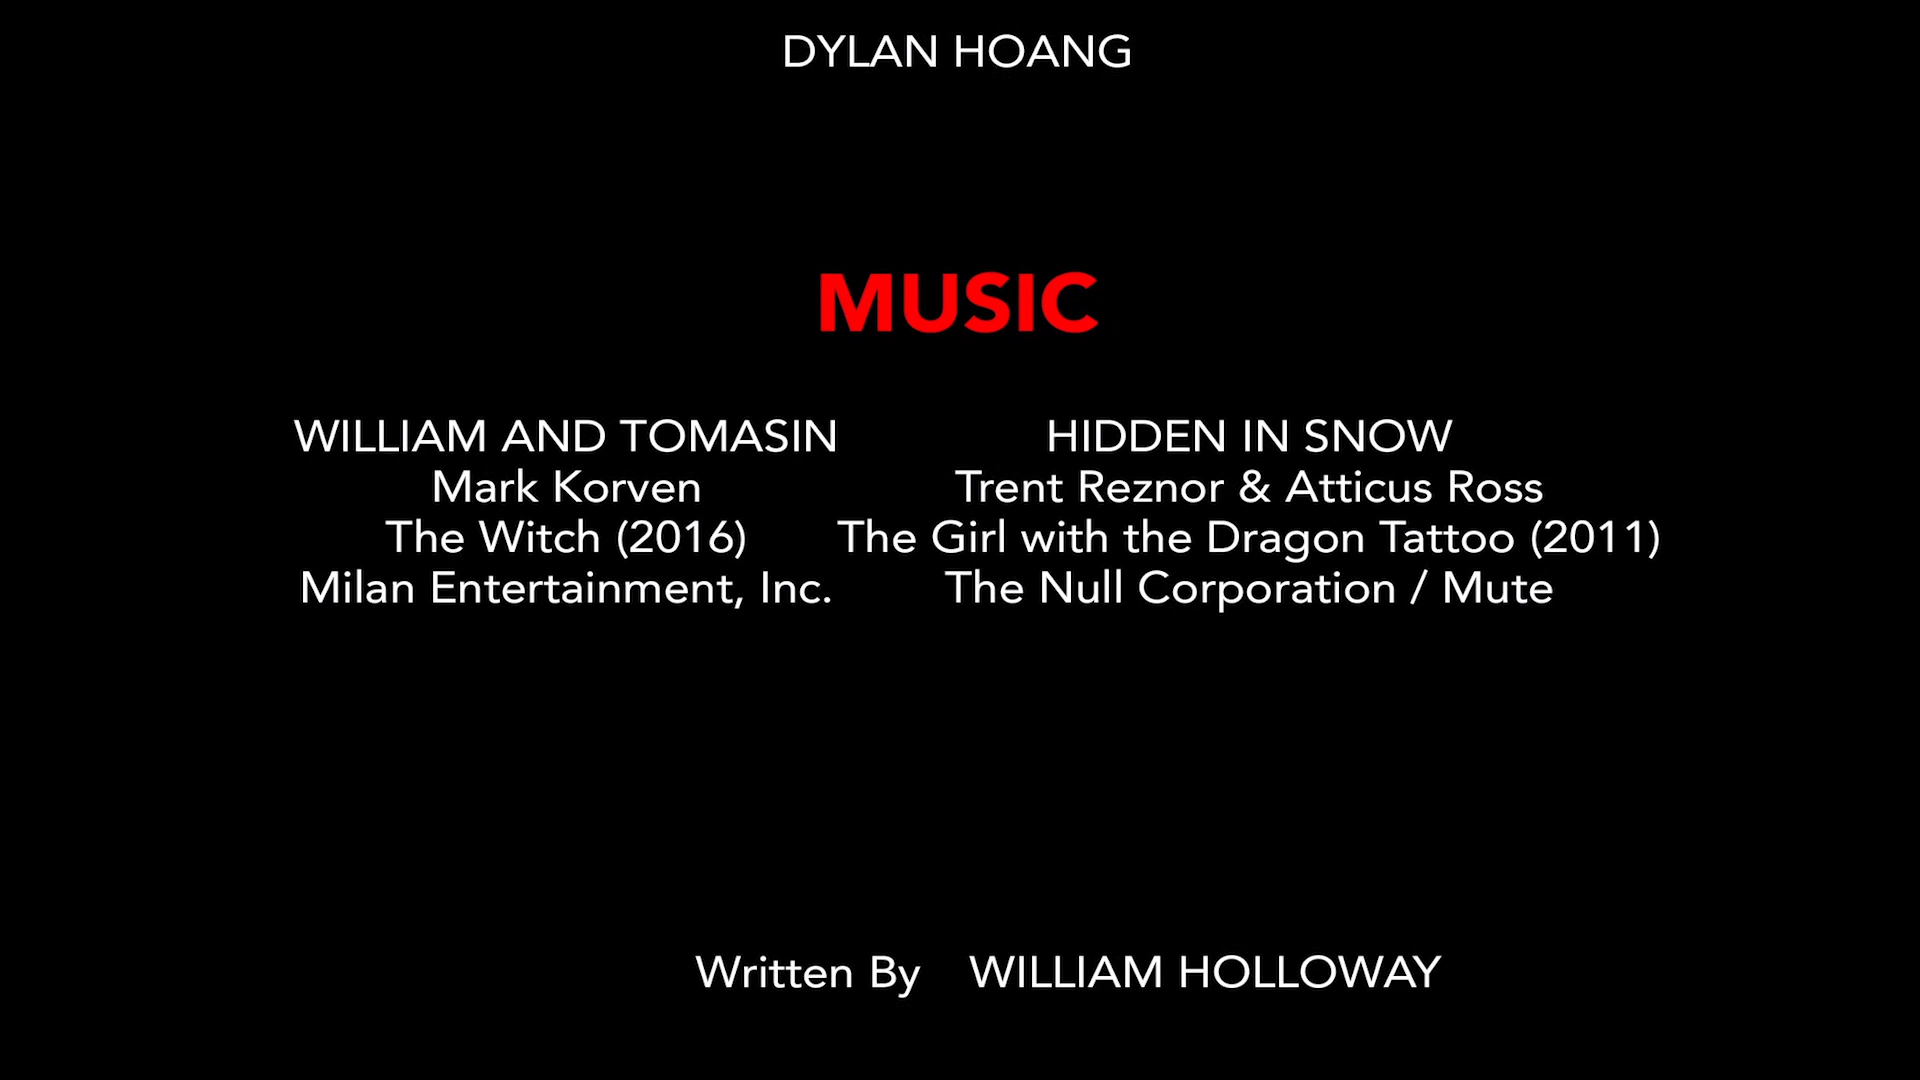 DYLAN HOANG
MUSIC
WILLIAM AND TOMASIN
Mark Korven
The Witch (2016)
Milan Entertainment, Inc.
HIDDEN IN SNOW
Trent Reznor & Atticus Ross
The Girl with the Dragon Tattoo (2011)
The Null Corporation / Mute
Written By WILLIAM HOLLOWAY